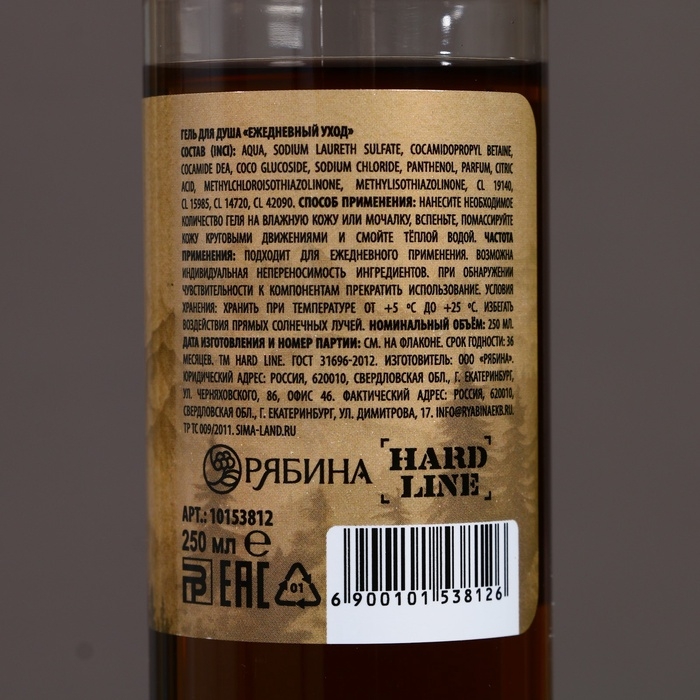 ГЕЛЬ ДЛЯ ДУША «ЕЖЕДНЕВНЫЙ УХОД»
СОСТАВ (INCI): AQUA, SODIUM LAURETH SULFATE, COCAMIDOPROPYL BETAINE,
COCAMIDE DEA, COCO GLUCOSIDE, SODIUM CHLORIDE, PANTHENOL, PARFUM, CITRIC
ACID, METHYLCHLOROISOTHIAZOLINONE, METHYLISOTHIAZOLINONE, CL 19140,
CL 15985, CL 14720, CL 42090. СПОСОБ ПРИМЕНЕНИЯ: НАНЕСИТЕ НЕОБХОДИМОЕ
КОЛИЧЕСТВО ГЕЛЯ НА ВЛАЖНУЮ КОЖУ ИЛИ МОЧАЛКУ, ВСПЕНЬТЕ, ПОМАССИРУЙТЕ
КОЖУ КРУГОВЫМИ ДВИЖЕНИЯМИ И СМОЙТЕ ТЁПЛОЙ ВОДОЙ. ЧАСТОТА
ПРИМЕНЕНИЯ: ПОДХОДИТ ДЛЯ ЕЖЕДНЕВНОГО ПРИМЕНЕНИЯ. ВОЗМОЖНА
ИНДИВИДУАЛЬНАЯ НЕПЕРЕНОСИМОСТЬ ИНГРЕДИЕНТОВ. ПРИ ОБНАРУЖЕНИИ
ЧУВСТВИТЕЛЬНОСТИ К КОМПОНЕНТАМ ПРЕКРАТИТЬ ИСПОЛЬЗОВАНИЕ. УСЛОВИЯ
ХРАНЕНИЯ: ХРАНИТЬ ПРИ ТЕМПЕРАТУРЕ ОТ +5 °C ДО +25 °C. ИЗБЕГАТЬ
ВОЗДЕЙСТВИЯ ПРЯМЫХ СОЛНЕЧНЫХ ЛУЧЕЙ. НОМИНАЛЬНЫЙ ОБЪЁМ: 250 МЛ.
ДАТА ИЗГОТОВЛЕНИЯ И НОМЕР ПАРТИИ: СМ. НА ФЛАКОНЕ. СРОК ГОДНОСТИ: 36
МЕСЯЦЕВ. ТМ HARD LINE. ГОСТ 31696-2012. ИЗГОТОВИТЕЛЬ: ООО «РЯБИНА».
ЮРИДИЧЕСКИЙ АДРЕС: РОССИЯ, 620010, СВЕРДЛОВСКАЯ ОБЛ., Г. ЕКАТЕРИНБУРГ,
УЛ. ЧЕРНЯХОВСКОГО, 86, ОФИС 46. ФАКТИЧЕСКИЙ АДРЕС: РОССИЯ, 620010,
СВЕРДЛОВСКАЯ ОБЛ., Г. ЕКАТЕРИНБУРГ, УЛ. ДИМИТРОВА, 17. INFO@RYABINAEKB.RU.
ТР ТС 009/2011. SIMA-LAND.RU
РЯБИНА
HARD
LINE
АРТ.: 10153812
250 МЛ e
EAC
01
6 900101 538126